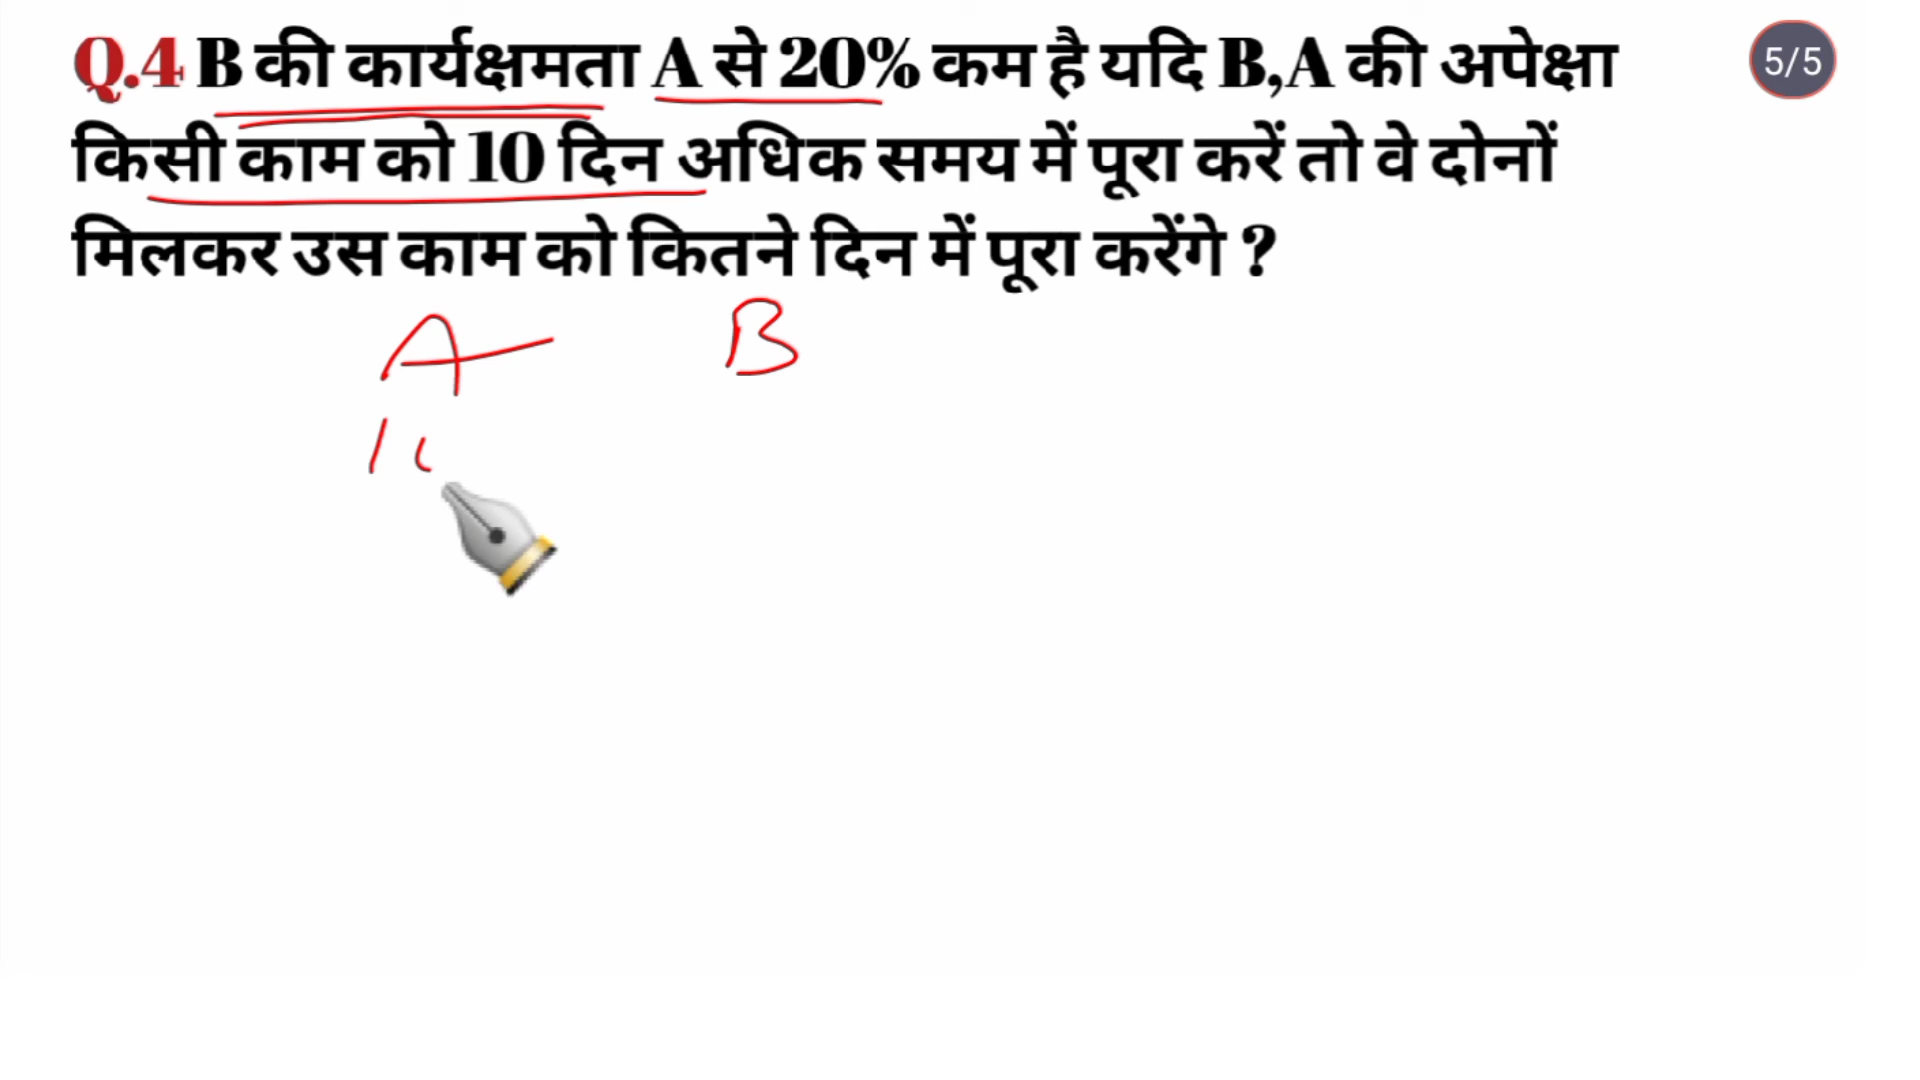 Q.4 B की कार्यक्षमता A से 20% कम है यदि B,A की अपेक्षा
5/5
किसी काम को 10 दिन अधिक समय में पूरा करें तो वे दोनों
मिलकर उस काम को कितने दिन में पूरा करेंगे ?
A B